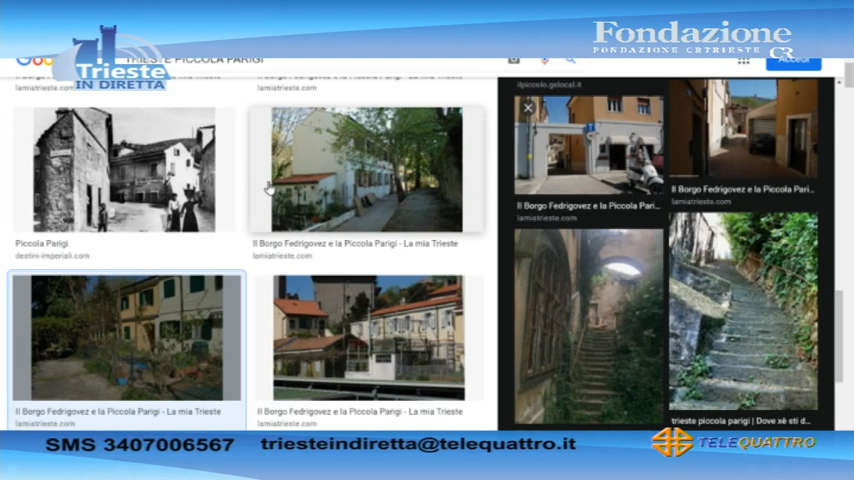 Fondazione
FONDAZIONE CRTRIESTE
CR
TRIESTE PICCOLA PARIGI
Accedi
Trieste
IN DIRETTA
lamiatrieste.com
lamiatrieste.com
ilpiccolo.gelocal.it
Piccola Parigi
destini-imperiali.com
Il Borgo Fedrigovez e la Piccola Parigi - La mia Trieste
lamiatrieste.com
Il Borgo Fedrigovez e la Piccola Pari...
lamiatrieste.com
Il Borgo Fedrigovez e la Piccola Pari...
lamiatrieste.com
Il Borgo Fedrigovez e la Piccola Parigi - La mia Trieste
lamiatrieste.com
Il Borgo Fedrigovez e la Piccola Parigi - La mia Trieste
lamiatrieste.com
trieste piccola parigi | Dove xè sti d...
SMS 3407006567
triesteindiretta@telequattro.it
TELEQUATTRO